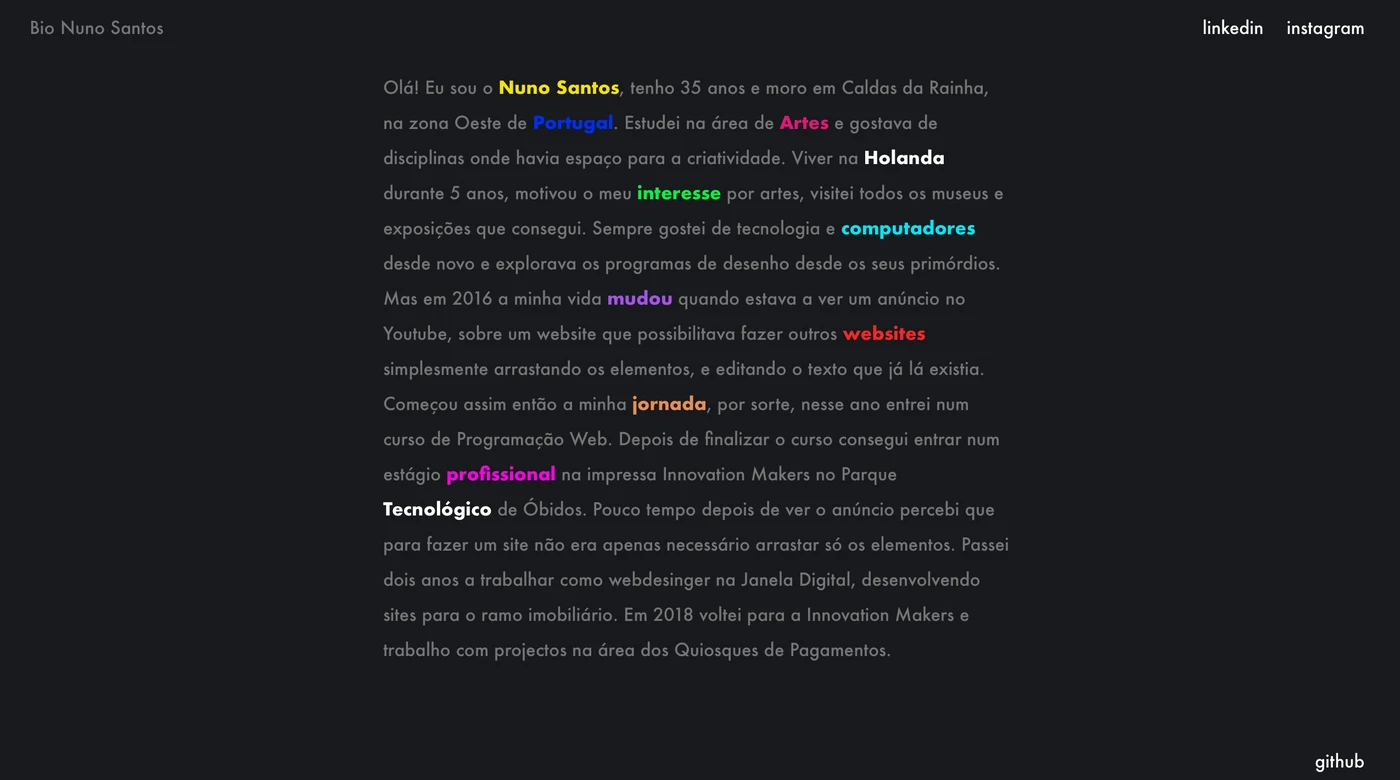 Bio Nuno Santos
linkedin instagram
Olá! Eu sou o Nuno Santos, tenho 35 anos e moro em Caldas da Rainha,
na zona Oeste de Portugal. Estudei na área de Artes e gostava de
disciplinas onde havia espaço para a criatividade. Viver na Holanda
durante 5 anos, motivou o meu interesse por artes, visitei todos os museus e
exposições que consegui. Sempre gostei de tecnologia e computadores
desde novo e explorava os programas de desenho desde os seus primórdios.
Mas em 2016 a minha vida mudou quando estava a ver um anúncio no
Youtube, sobre um website que possibilitava fazer outros websites
simplesmente arrastando os elementos, e editando o texto que já lá existia.
Começou assim então a minha jornada, por sorte, nesse ano entrei num
curso de Programação Web. Depois de finalizar o curso consegui entrar num
estágio profissional na impressa Innovation Makers no Parque
Tecnológico de Óbidos. Pouco tempo depois de ver o anúncio percebi que
para fazer um site não era apenas necessário arrastar só os elementos. Passei
dois anos a trabalhar como webdesinger na Janela Digital, desenvolvendo
sites para o ramo imobiliário. Em 2018 voltei para a Innovation Makers e
trabalho com projectos na área dos Quiosques de Pagamentos.
github